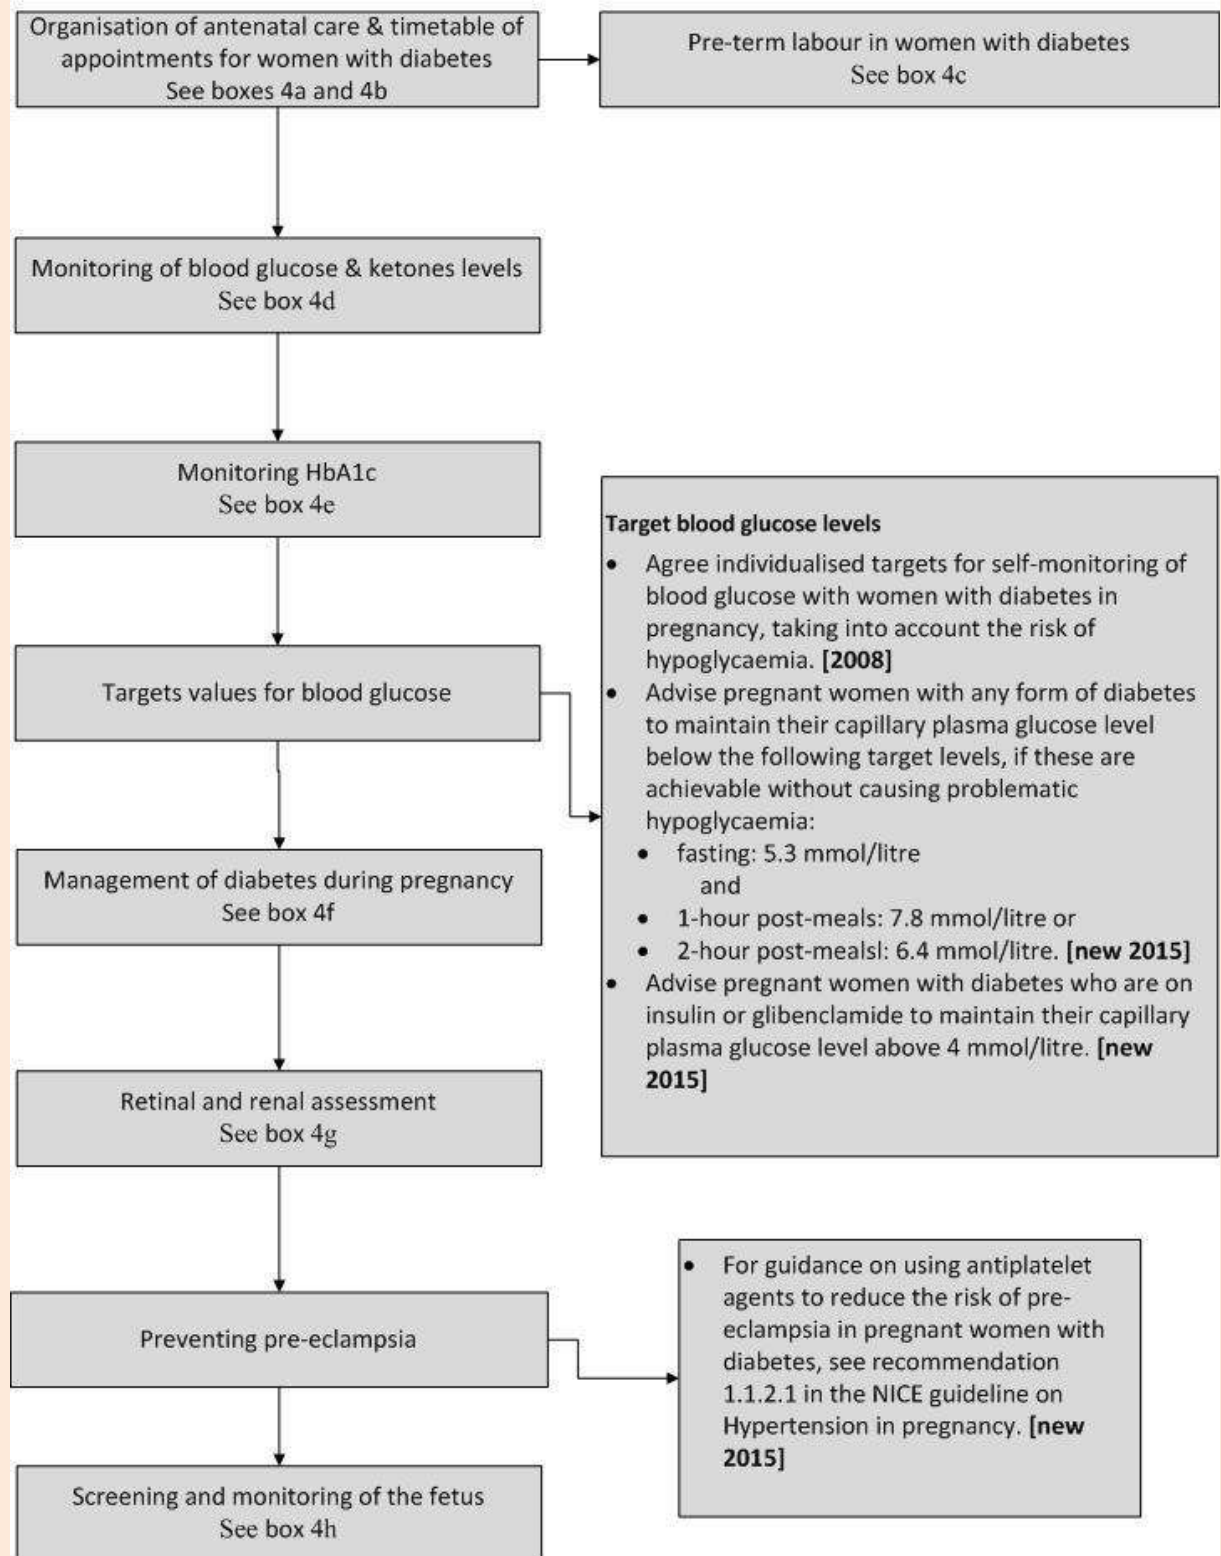 Organisation of antenatal care & timetable of
appointments for women with diabetes
See boxes 4a and 4b
Pre-term labour in women with diabetes
See box 4c
Monitoring of blood glucose & ketones levels
See box 4d
Monitoring HbA1c
See box 4e
Targets values for blood glucose
Target blood glucose levels
• Agree individualised targets for self-monitoring of
blood glucose with women with diabetes in
pregnancy, taking into account the risk of
hypoglycaemia. [2008]
• Advise pregnant women with any form of diabetes
to maintain their capillary plasma glucose level
below the following target levels, if these are
achievable without causing problematic
hypoglycaemia:
• fasting: 5.3 mmol/litre
and
• 1-hour post-meals: 7.8 mmol/litre or
• 2-hour post-mealsl: 6.4 mmol/litre. [new 2015]
• Advise pregnant women with diabetes who are on
insulin or glibenclamide to maintain their capillary
plasma glucose level above 4 mmol/litre. [new
2015]
Management of diabetes during pregnancy
See box 4f
Retinal and renal assessment
See box 4g
Preventing pre-eclampsia
• For guidance on using antiplatelet
agents to reduce the risk of pre-
eclampsia in pregnant women with
diabetes, see recommendation
1.1.2.1 in the NICE guideline on
Hypertension in pregnancy. [new
2015]
Screening and monitoring of the fetus
See box 4h